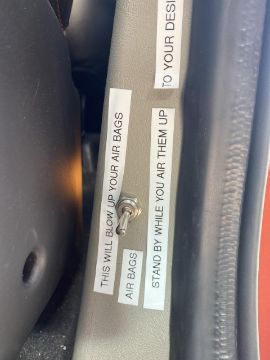 THIS WILL BLOW UP YOUR AIR BAGS
AIR BAGS
STAND BY WHILE YOU AIR THEM UP
TO YOUR DESI